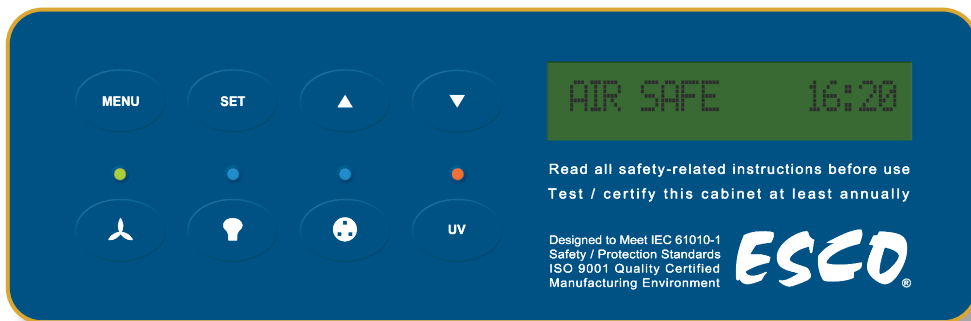 MENU
SET
AIR SAFE 16:20
Read all safety-related instructions before use
Test / certify this cabinet at least annually
UV
Designed to Meet IEC 61010-1
Safety / Protection Standards
ISO 9001 Quality Certified
Manufacturing Environment
ESCO®